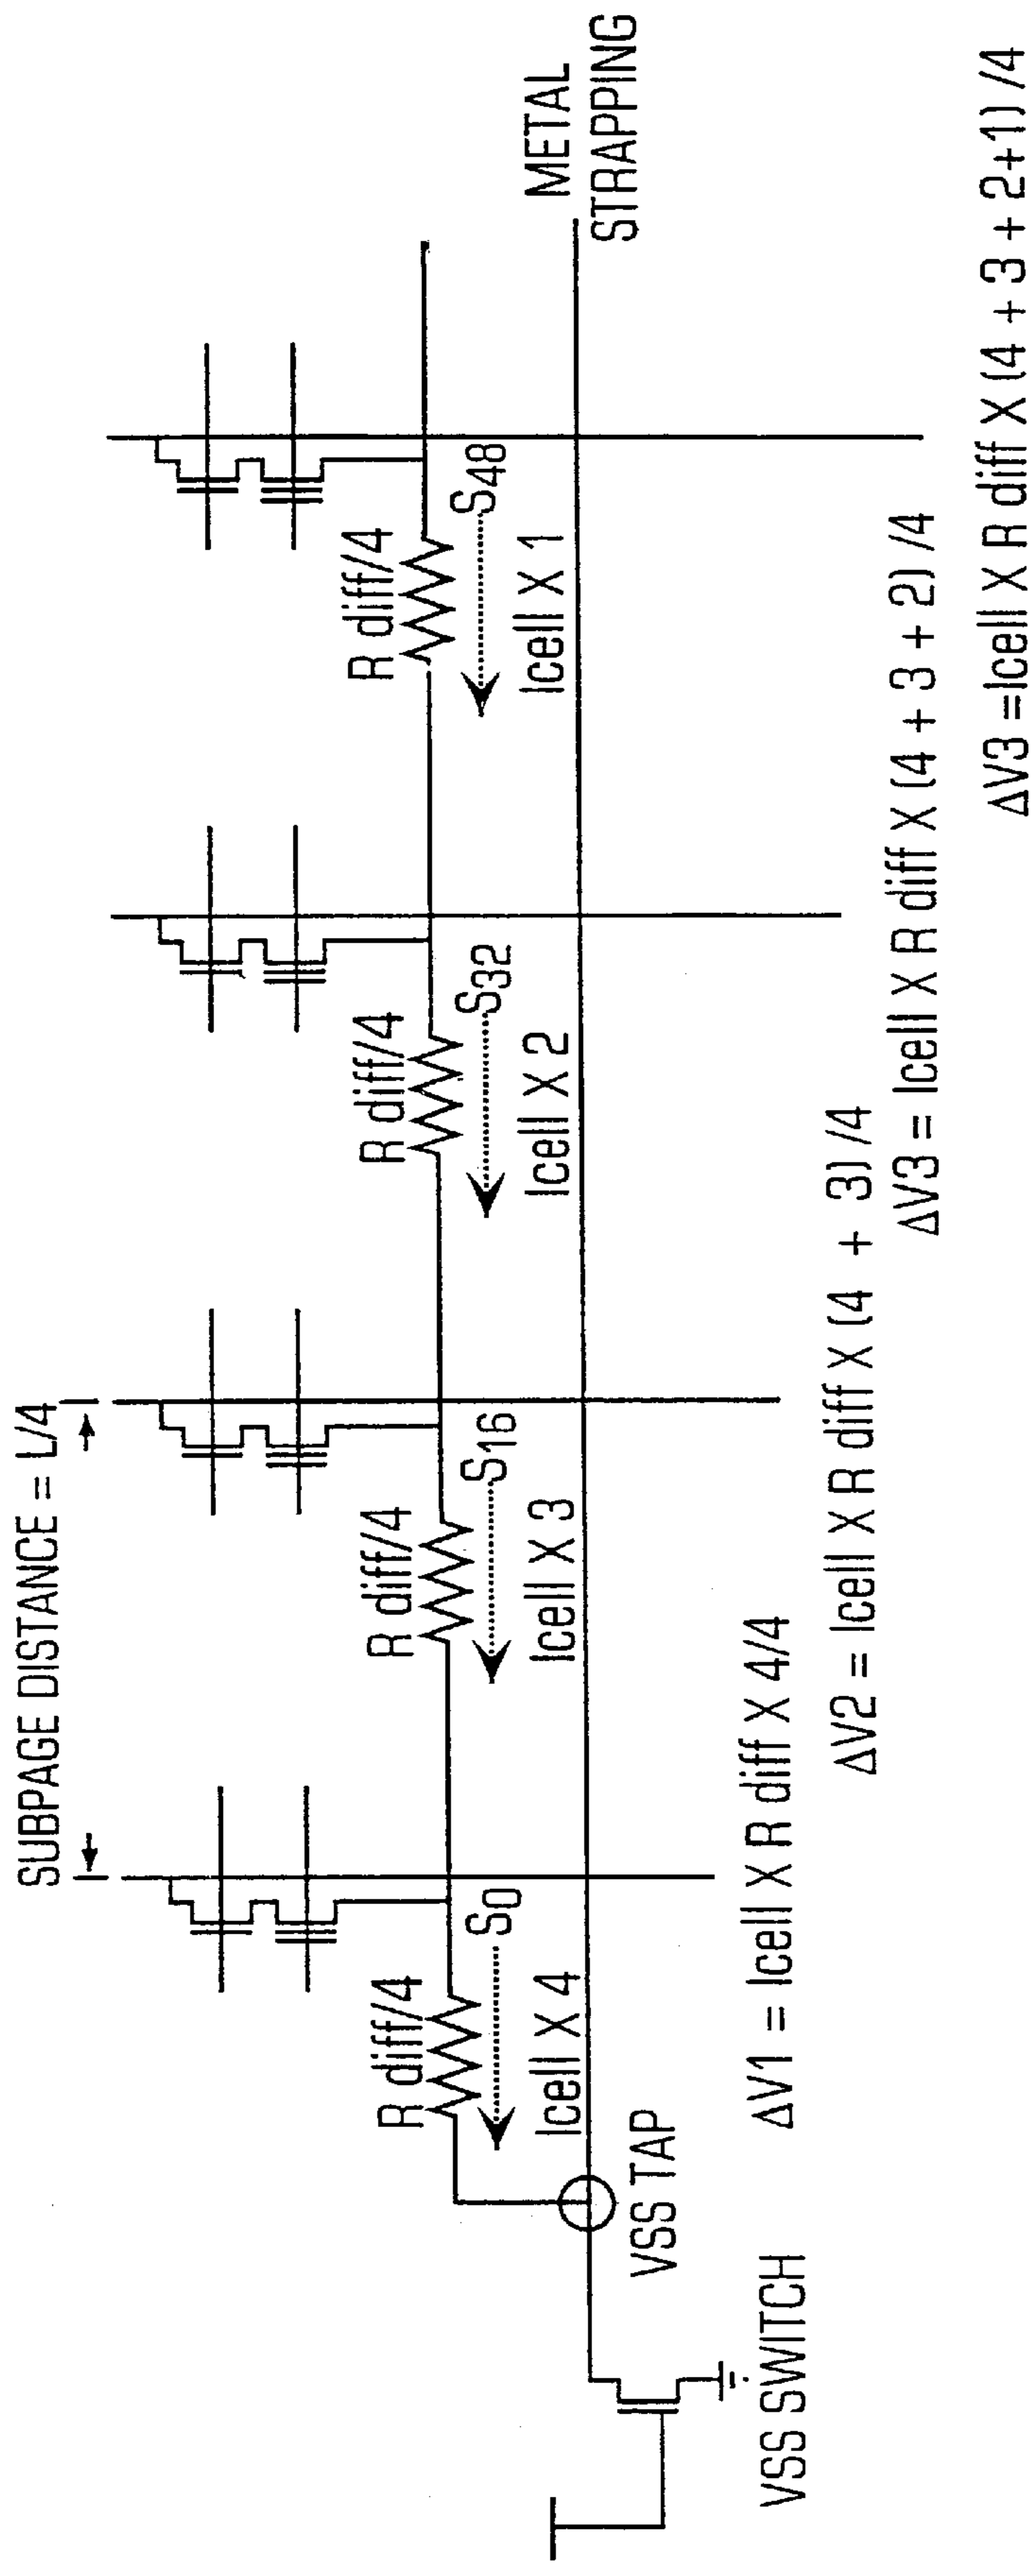 SUBPAGE DISTANCE = L/4
R diff/4
R diff/4
R diff/4
R diff/4
S0
S16
S32
S48
Icell X 4
Icell X 3
Icell X 2
Icell X 1
METAL
STRAPPING
VSS TAP
VSS SWITCH
ΔV1 = Icell X R diff X 4/4
ΔV2 = Icell X R diff X (4 + 3) /4
ΔV3 = Icell X R diff X (4 + 3 + 2) /4
ΔV3 =Icell X R diff X (4 + 3 + 2+1) /4